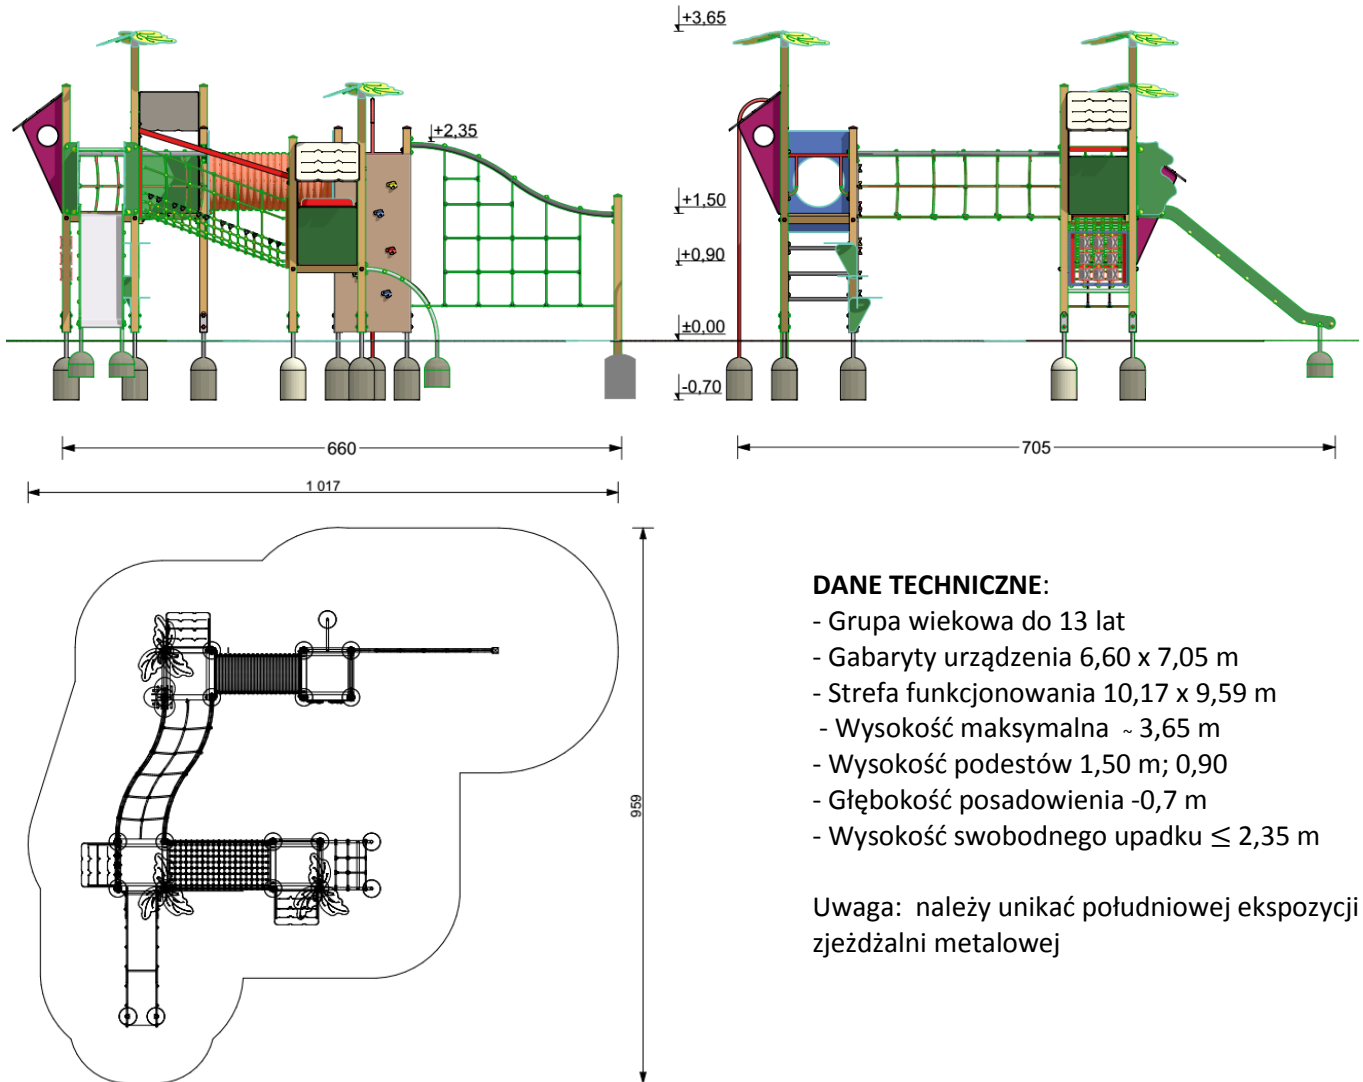 +3,65
+2,35
+1,50
+0,90
±0,00
-0,70
660
705
1 017
959
DANE TECHNICZNE:
- Grupa wiekowa do 13 lat
- Gabaryty urządzenia 6,60 x 7,05 m
- Strefa funkcjonowania 10,17 x 9,59 m
- Wysokość maksymalna ~ 3,65 m
- Wysokość podestów 1,50 m; 0,90
- Głębokość posadowienia -0,7 m
- Wysokość swobodnego upadku ≤ 2,35 m
Uwaga: należy unikać południowej ekspozycji
zjeżdżalni metalowej